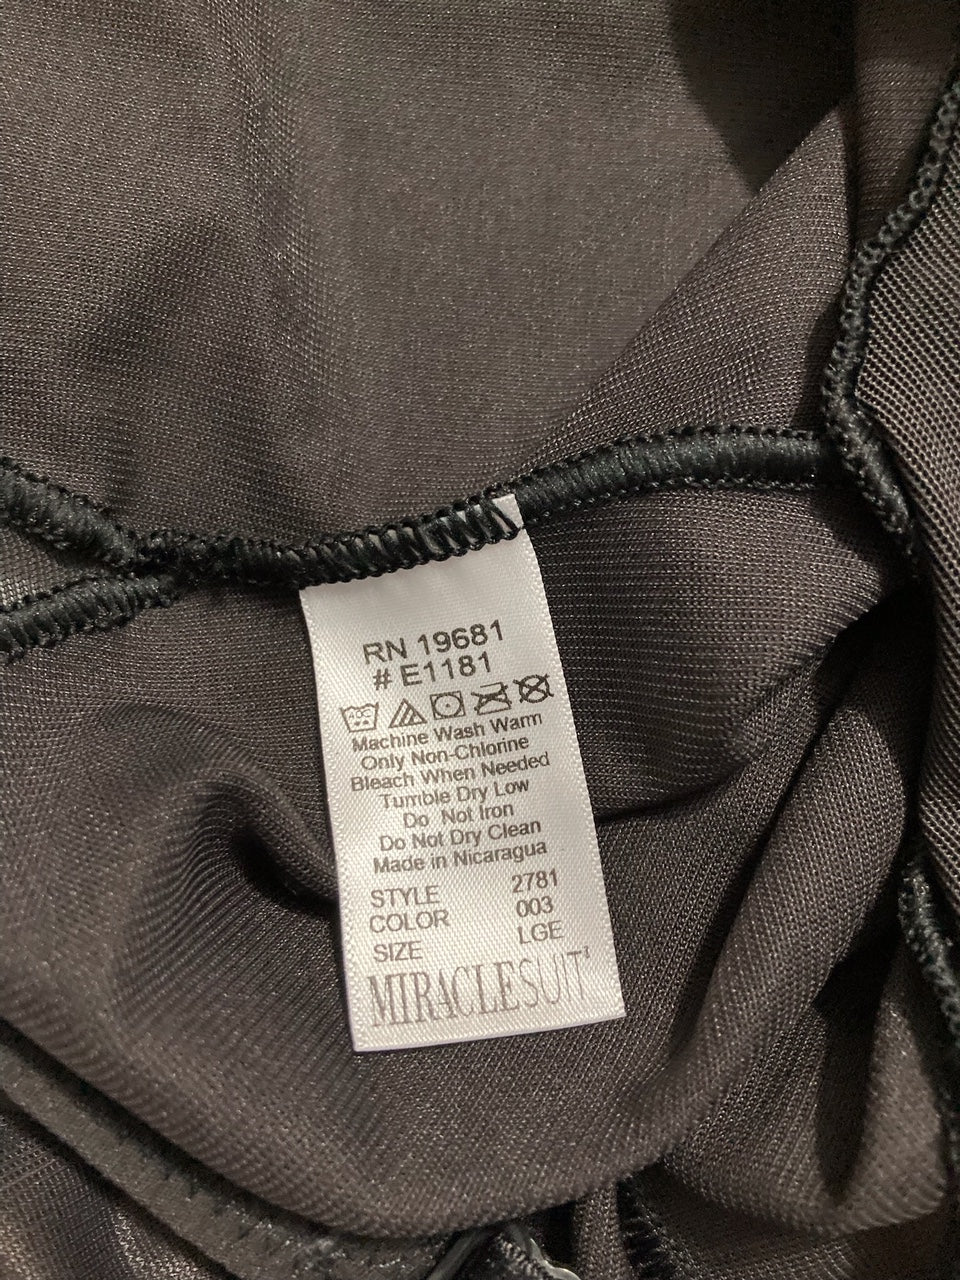 RN 19681
# E1181
Machine Wash Warm
Only Non-Chlorine
Bleach When Needed
Tumble Dry Low
Do Not Iron
Do Not Dry Clean
Made in Nicaragua
STYLE 2781
COLOR 003
SIZE LGE
MIRACLESUIT